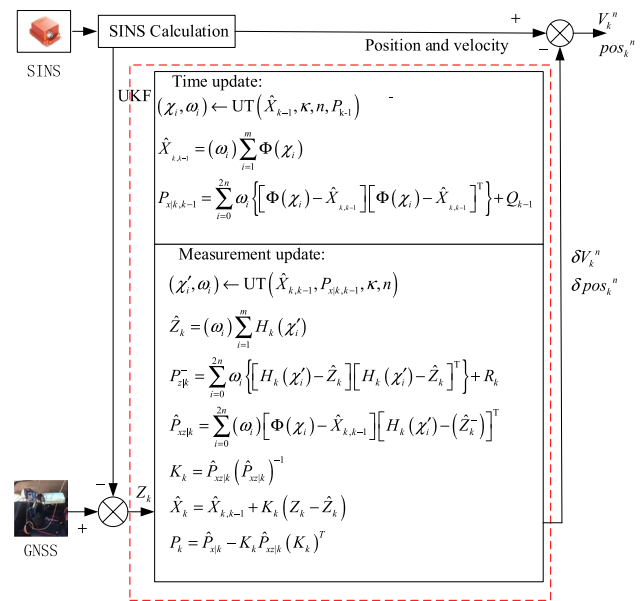 SINS
SINS Calculation
Position and velocity
+
−
V_k^n
pos_k^n
UKF
Time update:
(χ_i, ω_i) ← UT(X̂_{k−1}, κ, n, P_{k-1})
X̂_{k,k−1} = (ω_i) ∑_{i=1}^{m} Φ(χ_i)
P_{x|k,k−1} = ∑_{i=0}^{2n} ω_i {[Φ(χ_i) − X̂_{k,k−1}][Φ(χ_i) − X̂_{k,k−1}]^T} + Q_{k−1}
Measurement update:
(χ′_i, ω_i) ← UT(X̂_{k,k−1}, P_{x|k,k−1}, κ, n)
Ẑ_k = (ω_i) ∑_{i=1}^{m} H_k(χ′_i)
P^−_{z|k} = ∑_{i=0}^{2n} ω_i {[H_k(χ′_i) − Ẑ_k][H_k(χ′_i) − Ẑ_k]^T} + R_k
P̂_{xz|k} = ∑_{i=0}^{2n} (ω_i)[Φ(χ_i) − X̂_{k,k−1}][H_k(χ′_i) − (Ẑ^−_k)]^T
K_k = P̂_{xz|k}(P̂_{xz|k})^{−1}
X̂_k = X̂_{k,k−1} + K_k(Z_k − Ẑ_k)
P_k = P̂_{x|k} − K_k P̂_{xz|k}(K_k)^T
δV_k^n
δpos_k^n
−
+
Z_k
GNSS